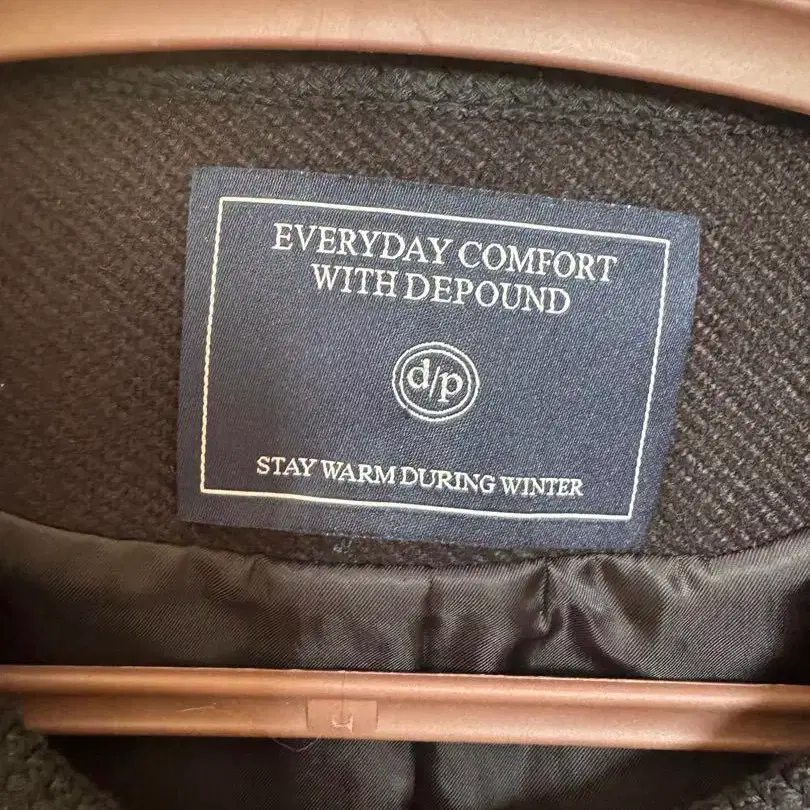 EVERYDAY COMFORT
WITH DEPOUND
d/p
STAY WARM DURING WINTER